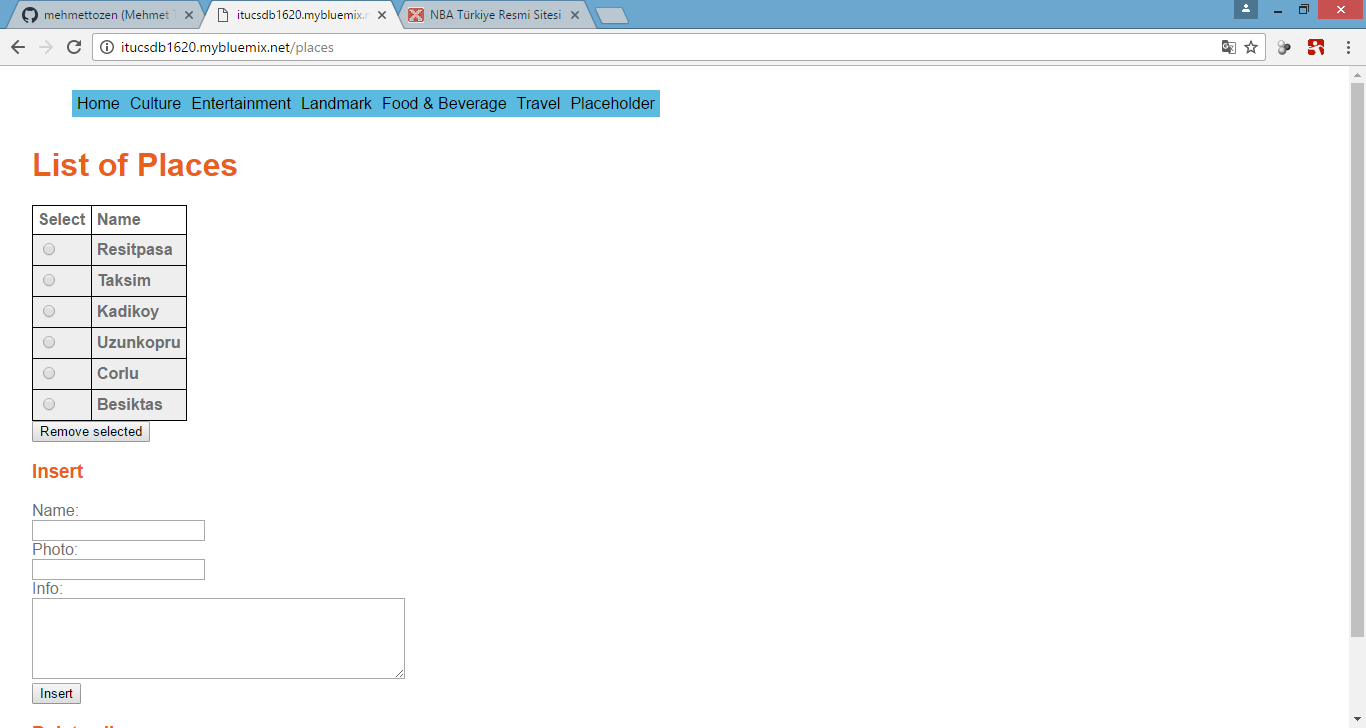 mehmettozen (Mehmet
itucsdb1620.mybluemix.
NBA Türkiye Resmi Sitesi
itucsdb1620.mybluemix.net/places
Home Culture Entertainment Landmark Food & Beverage Travel Placeholder
List of Places
Select Name
Resitpasa
Taksim
Kadikoy
Uzunkopru
Corlu
Besiktas
Remove selected
Insert
Name:
Photo:
Info:
Insert